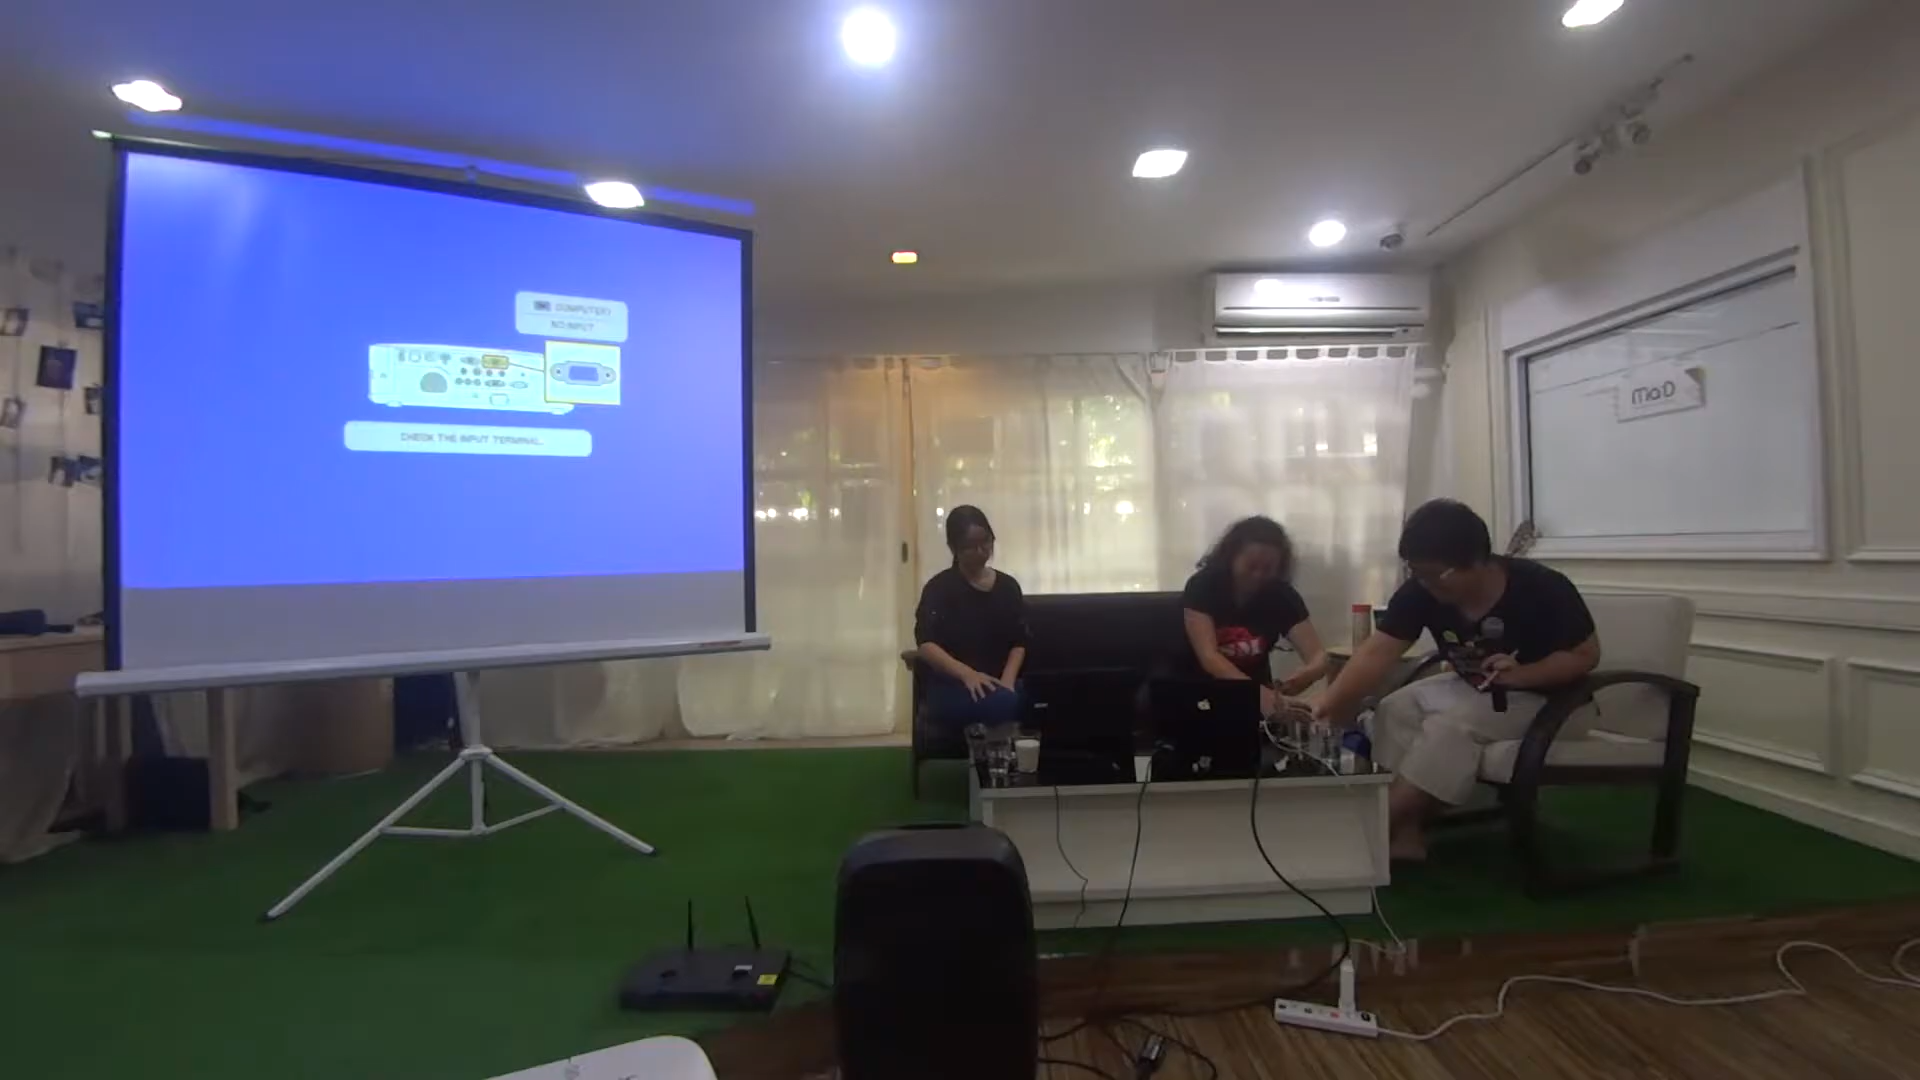 COMPUTER1
NO INPUT
CHECK THE INPUT TERMINAL.
MaD